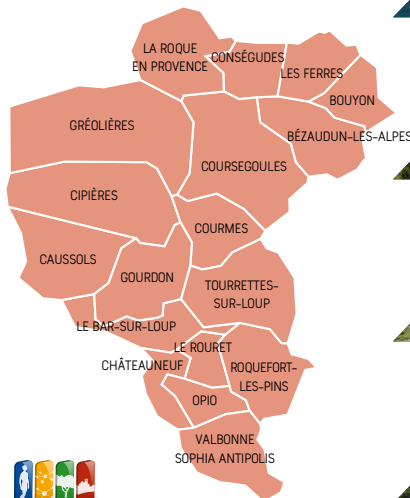 LA ROQUE
EN PROVENCE
CONSÉGUDES
LES FERRES
BOUYON
GRÉOLIÈRES
BÉZAUDUN-LES-ALPES
COURSEGOULES
CIPIÈRES
COURMES
CAUSSOLS
GOURDON
TOURRETTES-
SUR-LOUP
LE BAR-SUR-LOUP
LE ROURET
CHÂTEAUNEUF
ROQUEFORT-
LES-PINS
OPIO
VALBONNE
SOPHIA ANTIPOLIS